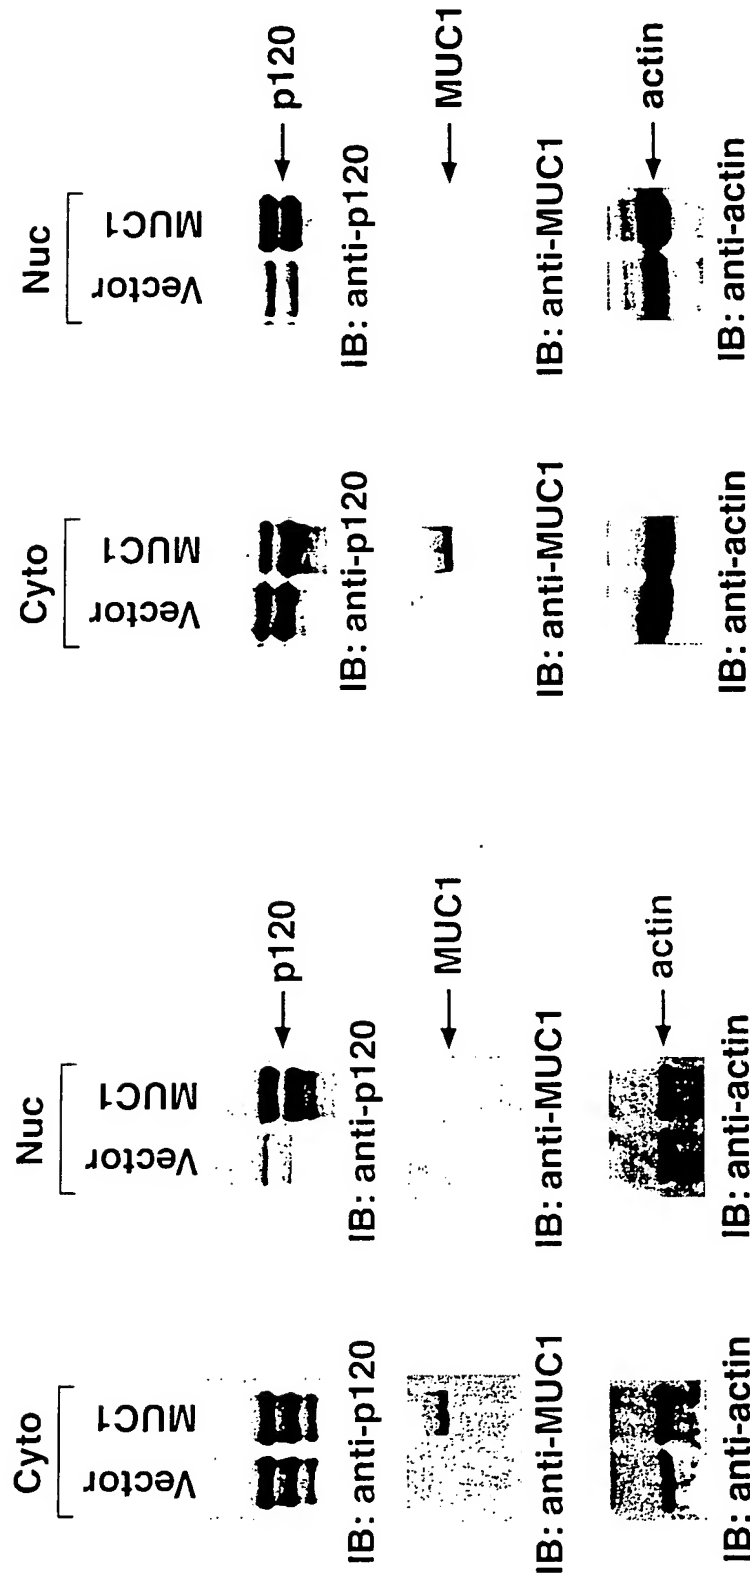 Cyto
Nuc
Cyto
Nuc
Vector
MUC1
Vector
MUC1
Vector
MUC1
Vector
MUC1
p120
p120
IB: anti-p120
IB: anti-p120
IB: anti-p120
IB: anti-p120
MUC1
MUC1
IB: anti-MUC1
IB: anti-MUC1
IB: anti-MUC1
IB: anti-MUC1
actin
actin
IB: anti-actin
IB: anti-actin
IB: anti-actin
IB: anti-actin